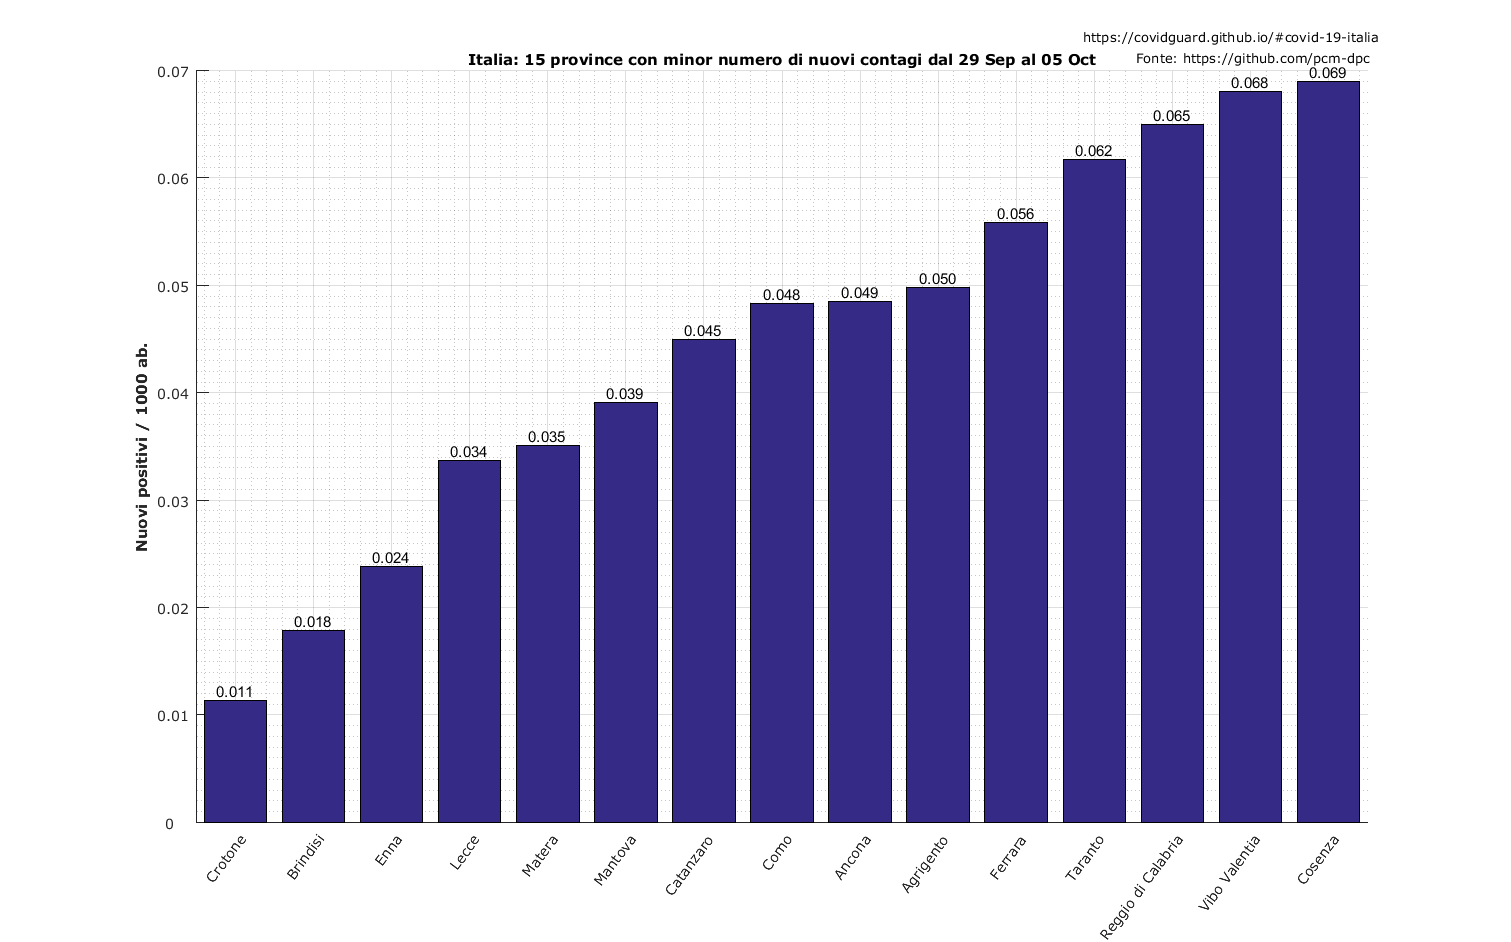 https://covidguard.github.io/#covid-19-italia
Italia: 15 province con minor numero di nuovi contagi dal 29 Sep al 05 Oct
Fonte: https://github.com/pcm-dpc
Nuovi positivi / 1000 ab.
0.07
0.06
0.05
0.04
0.03
0.02
0.01
0
0.011
0.018
0.024
0.034
0.035
0.039
0.045
0.048
0.049
0.050
0.056
0.062
0.065
0.068
0.069
Crotone
Brindisi
Enna
Lecce
Matera
Mantova
Catanzaro
Como
Ancona
Agrigento
Ferrara
Taranto
Reggio di Calabria
Vibo Valentia
Cosenza